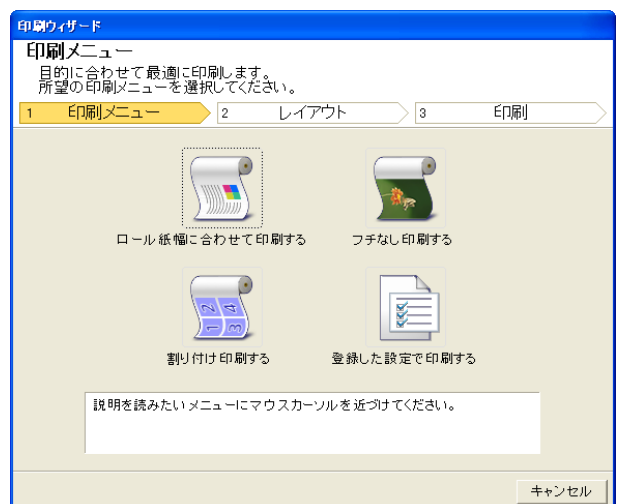 印刷ウィザード
印刷メニュー
目的に合わせて最適に印刷します。
所望の印刷メニューを選択してください。
1 印刷メニュー 2 レイアウト 3 印刷
ロール紙幅に合わせて印刷する フチなし印刷する
1 2 3 4
割り付け印刷する 登録した設定で印刷する
説明を読みたいメニューにマウスカーソルを近づけてください。
キャンセル